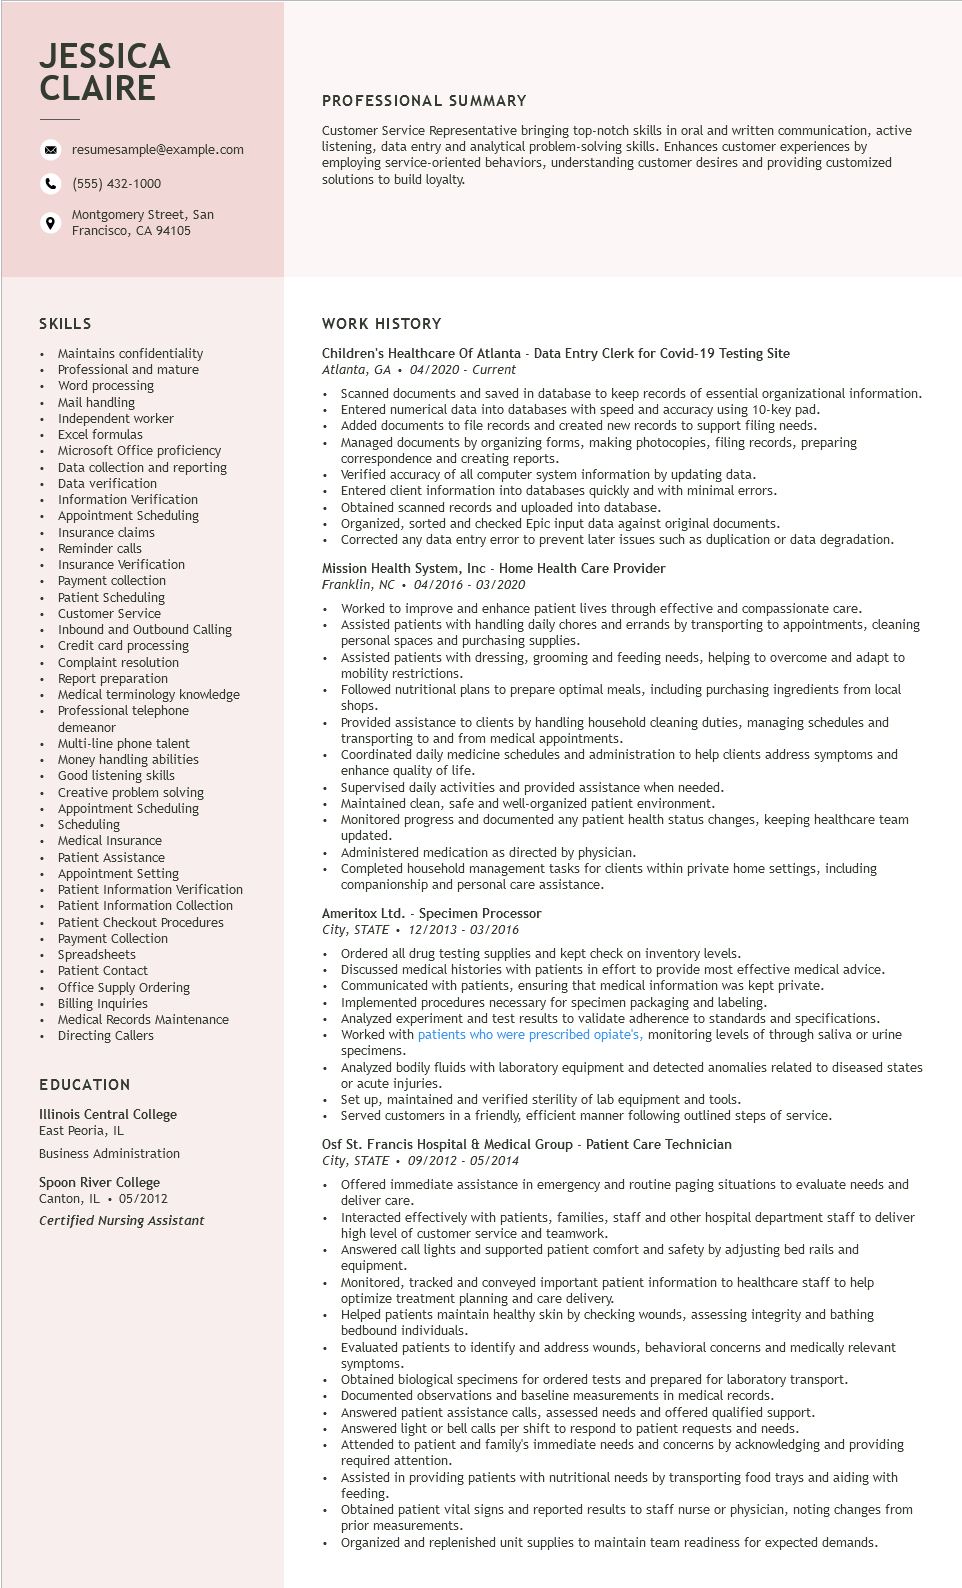 JESSICA
CLAIRE
resumesample@example.com
(555) 432-1000
Montgomery Street, San
Francisco, CA 94105
PROFESSIONAL SUMMARY
Customer Service Representative bringing top-notch skills in oral and written communication, active
listening, data entry and analytical problem-solving skills. Enhances customer experiences by
employing service-oriented behaviors, understanding customer desires and providing customized
solutions to build loyalty.
SKILLS
• Maintains confidentiality
• Professional and mature
• Word processing
• Mail handling
• Independent worker
• Excel formulas
• Microsoft Office proficiency
• Data collection and reporting
• Data verification
• Information Verification
• Appointment Scheduling
• Insurance claims
• Reminder calls
• Insurance Verification
• Payment collection
• Patient Scheduling
• Customer Service
• Inbound and Outbound Calling
• Credit card processing
• Complaint resolution
• Report preparation
• Medical terminology knowledge
• Professional telephone
demeanor
• Multi-line phone talent
• Money handling abilities
• Good listening skills
• Creative problem solving
• Appointment Scheduling
• Scheduling
• Medical Insurance
• Patient Assistance
• Appointment Setting
• Patient Information Verification
• Patient Information Collection
• Patient Checkout Procedures
• Payment Collection
• Spreadsheets
• Patient Contact
• Office Supply Ordering
• Billing Inquiries
• Medical Records Maintenance
• Directing Callers
EDUCATION
Illinois Central College
East Peoria, IL
Business Administration
Spoon River College
Canton, IL • 05/2012
Certified Nursing Assistant
WORK HISTORY
Children's Healthcare Of Atlanta - Data Entry Clerk for Covid-19 Testing Site
Atlanta, GA • 04/2020 - Current
• Scanned documents and saved in database to keep records of essential organizational information.
• Entered numerical data into databases with speed and accuracy using 10-key pad.
• Added documents to file records and created new records to support filing needs.
• Managed documents by organizing forms, making photocopies, filing records, preparing
correspondence and creating reports.
• Verified accuracy of all computer system information by updating data.
• Entered client information into databases quickly and with minimal errors.
• Obtained scanned records and uploaded into database.
• Organized, sorted and checked Epic input data against original documents.
• Corrected any data entry error to prevent later issues such as duplication or data degradation.
Mission Health System, Inc - Home Health Care Provider
Franklin, NC • 04/2016 - 03/2020
• Worked to improve and enhance patient lives through effective and compassionate care.
• Assisted patients with handling daily chores and errands by transporting to appointments, cleaning
personal spaces and purchasing supplies.
• Assisted patients with dressing, grooming and feeding needs, helping to overcome and adapt to
mobility restrictions.
• Followed nutritional plans to prepare optimal meals, including purchasing ingredients from local
shops.
• Provided assistance to clients by handling household cleaning duties, managing schedules and
transporting to and from medical appointments.
• Coordinated daily medicine schedules and administration to help clients address symptoms and
enhance quality of life.
• Supervised daily activities and provided assistance when needed.
• Maintained clean, safe and well-organized patient environment.
• Monitored progress and documented any patient health status changes, keeping healthcare team
updated.
• Administered medication as directed by physician.
• Completed household management tasks for clients within private home settings, including
companionship and personal care assistance.
Ameritox Ltd. - Specimen Processor
City, STATE • 12/2013 - 03/2016
• Ordered all drug testing supplies and kept check on inventory levels.
• Discussed medical histories with patients in effort to provide most effective medical advice.
• Communicated with patients, ensuring that medical information was kept private.
• Implemented procedures necessary for specimen packaging and labeling.
• Analyzed experiment and test results to validate adherence to standards and specifications.
• Worked with patients who were prescribed opiate's, monitoring levels of through saliva or urine
specimens.
• Analyzed bodily fluids with laboratory equipment and detected anomalies related to diseased states
or acute injuries.
• Set up, maintained and verified sterility of lab equipment and tools.
• Served customers in a friendly, efficient manner following outlined steps of service.
Osf St. Francis Hospital & Medical Group - Patient Care Technician
City, STATE • 09/2012 - 05/2014
• Offered immediate assistance in emergency and routine paging situations to evaluate needs and
deliver care.
• Interacted effectively with patients, families, staff and other hospital department staff to deliver
high level of customer service and teamwork.
• Answered call lights and supported patient comfort and safety by adjusting bed rails and
equipment.
• Monitored, tracked and conveyed important patient information to healthcare staff to help
optimize treatment planning and care delivery.
• Helped patients maintain healthy skin by checking wounds, assessing integrity and bathing
bedbound individuals.
• Evaluated patients to identify and address wounds, behavioral concerns and medically relevant
symptoms.
• Obtained biological specimens for ordered tests and prepared for laboratory transport.
• Documented observations and baseline measurements in medical records.
• Answered patient assistance calls, assessed needs and offered qualified support.
• Answered light or bell calls per shift to respond to patient requests and needs.
• Attended to patient and family's immediate needs and concerns by acknowledging and providing
required attention.
• Assisted in providing patients with nutritional needs by transporting food trays and aiding with
feeding.
• Obtained patient vital signs and reported results to staff nurse or physician, noting changes from
prior measurements.
• Organized and replenished unit supplies to maintain team readiness for expected demands.